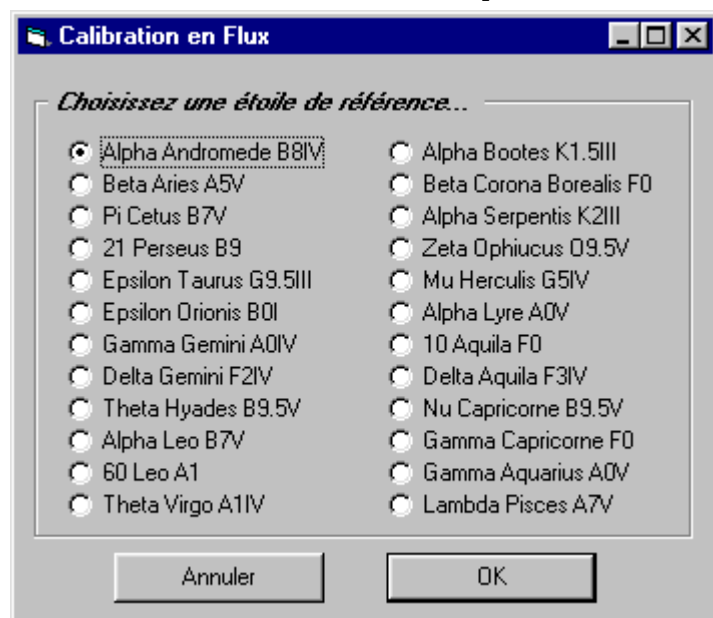 Calibration en Flux
Choisissez une étoile de référence...
Alpha Andromede B8IV
Beta Aries A5V
Pi Cetus B7V
21 Perseus B9
Epsilon Taurus G9.5III
Epsilon Orionis B0I
Gamma Gemini A0IV
Delta Gemini F2IV
Theta Hyades B9.5V
Alpha Leo B7V
60 Leo A1
Theta Virgo A1IV
Alpha Bootes K1.5III
Beta Corona Borealis F0
Alpha Serpentis K2III
Zeta Ophiucus O9.5V
Mu Herculis G5IV
Alpha Lyre A0V
10 Aquila F0
Delta Aquila F3IV
Nu Capricorne B9.5V
Gamma Capricorne F0
Gamma Aquarius A0V
Lambda Pisces A7V
Annuler
OK